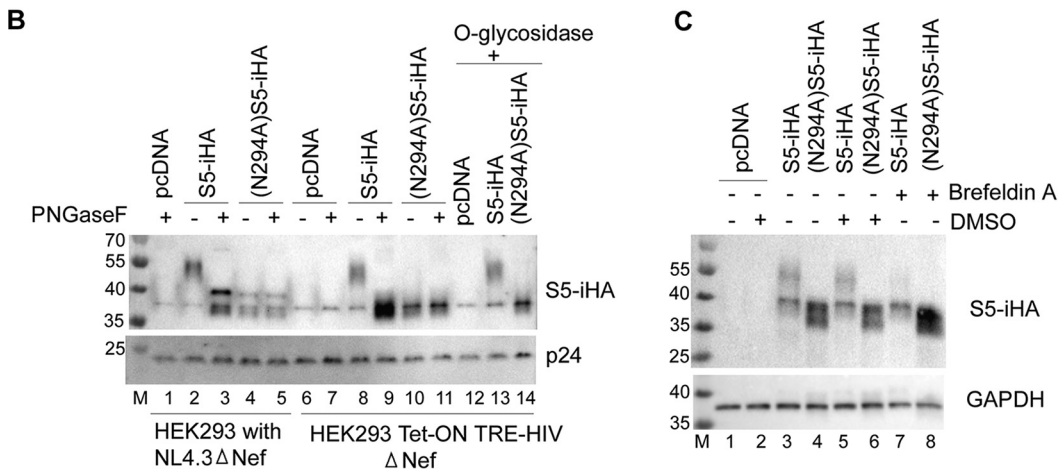 B
O-glycosidase
+
pcDNA
S5-iHA
(N294A)S5-iHA
pcDNA
S5-iHA
(N294A)S5-iHA
pcDNA
S5-iHA
(N294A)S5-iHA
PNGaseF + - + - + - + - + - +
70
55
40
35
25
S5-iHA
p24
M 1 2 3 4 5 6 7 8 9 10 11 12 13 14
HEK293 with
NL4.3ΔNef
HEK293 Tet-ON TRE-HIV
ΔNef
C
pcDNA
S5-iHA
(N294A)S5-iHA
S5-iHA
(N294A)S5-iHA
S5-iHA
(N294A)S5-iHA
- - - - - - + + Brefeldin A
- + - - + + - - DMSO
55
40
35
25
S5-iHA
40
35
GAPDH
M 1 2 3 4 5 6 7 8